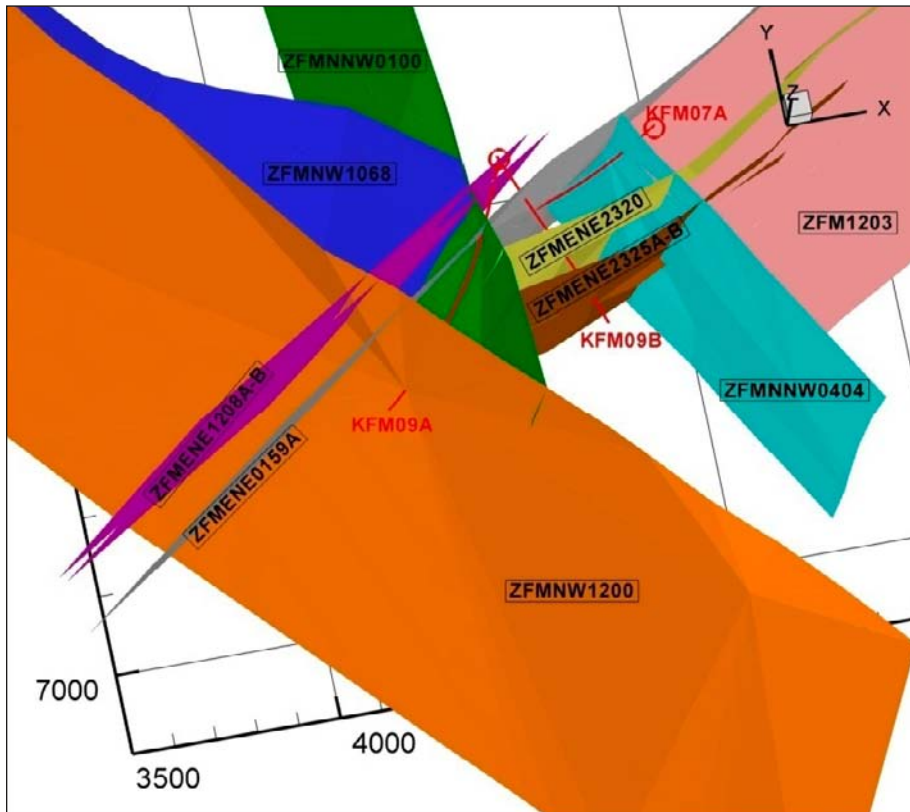 Y
ZFMNNW0100
Z
KFM07A
X
ZFMNW1068
ZFMENE2320
ZFM1203
ZFMENE2325A-B
KFM09B
ZFMNNW0404
KFM09A
ZFMENE1208A-B
ZFMENE0159A
ZFMNW1200
7000
4000
3500